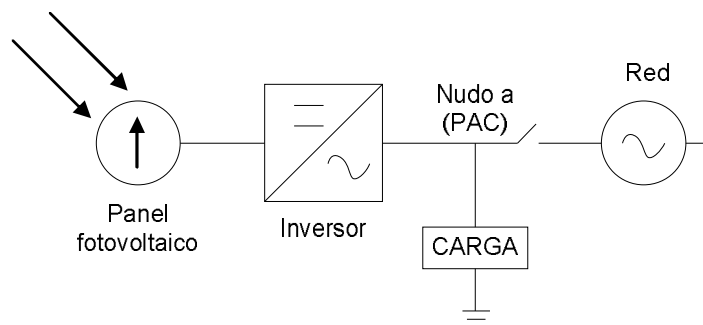 Red
Nudo a
(PAC)
Panel
fotovoltaico
Inversor
CARGA